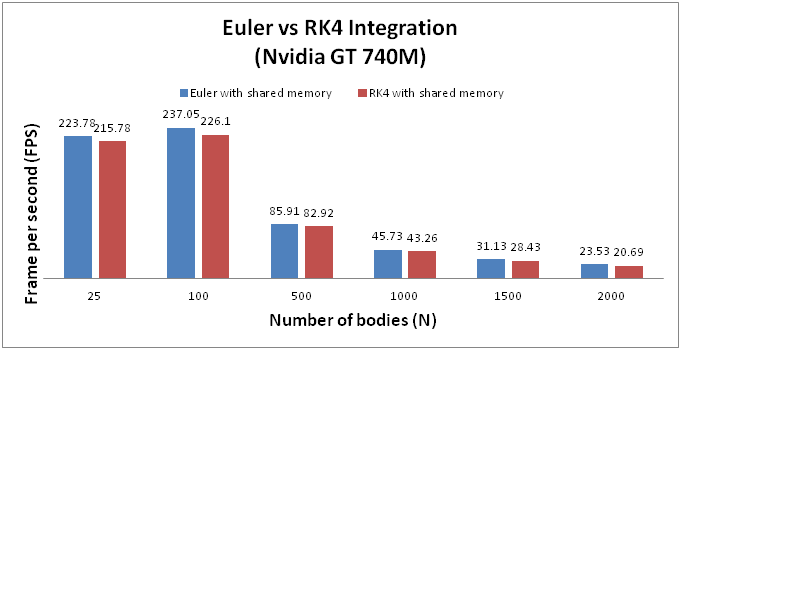 Euler vs RK4 Integration
(Nvidia GT 740M)
Euler with shared memory RK4 with shared memory
Frame per second (FPS)
223.78 215.78 237.05 226.1 85.91 82.92 45.73 43.26 31.13 28.43 23.53 20.69
25 100 500 1000 1500 2000
Number of bodies (N)